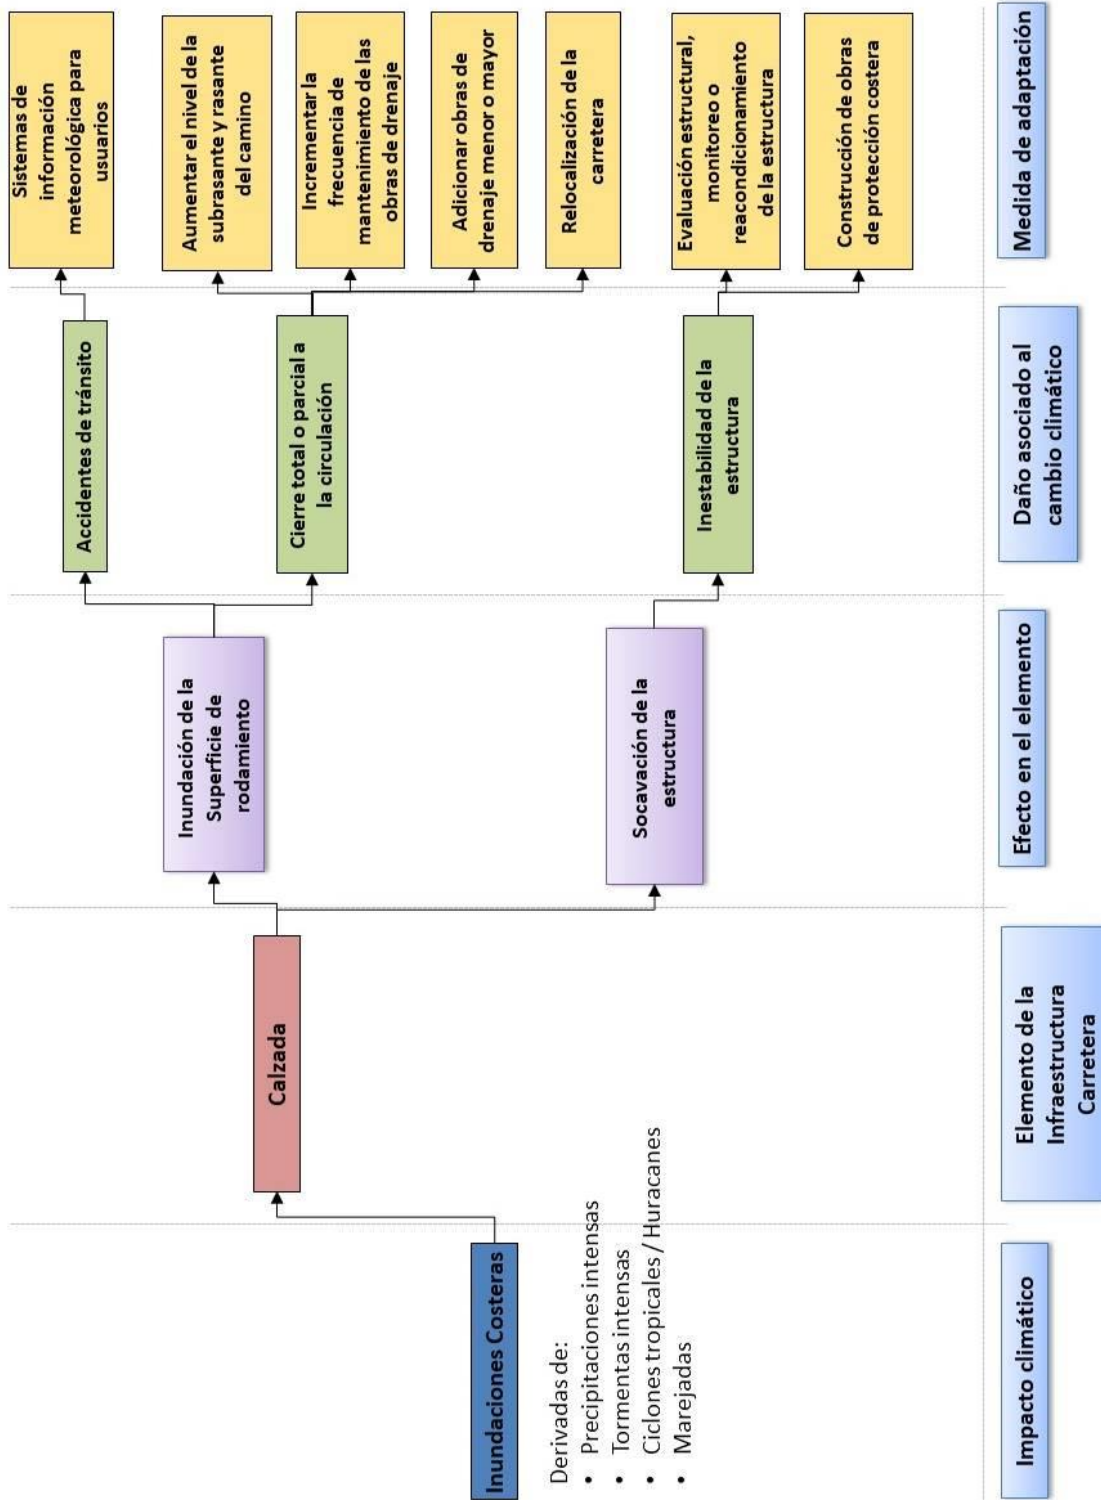 Inundaciones Costeras
Derivadas de:
• Precipitaciones intensas
• Tormentas intensas
• Ciclones tropicales / Huracanes
• Marejadas
Calzada
Inundación de la
Superficie de
rodamiento
Socavación de la
estructura
Accidentes de tránsito
Cierre total o parcial a
la circulación
Inestabilidad de la
estructura
Sistemas de
información
meteorológica para
usuarios
Aumentar el nivel de la
subrasante y rasante
del camino
Incrementar la
frecuencia de
mantenimiento de las
obras de drenaje
Adicionar obras de
drenaje menor o mayor
Relocalización de la
carretera
Evaluación estructural,
monitoreo o
reacondicionamiento
de la estructura
Construcción de obras
de protección costera
Impacto climático
Elemento de la
Infraestructura
Carretera
Efecto en el elemento
Daño asociado al
cambio climático
Medida de adaptación